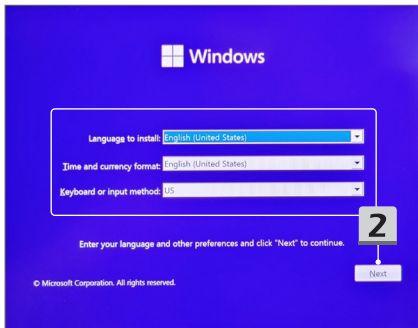 Windows
Language to install: English (United States)
Time and currency format: English (United States)
Keyboard or input method: US
2
Enter your language and other preferences and click "Next" to continue.
Next
© Microsoft Corporation. All rights reserved.